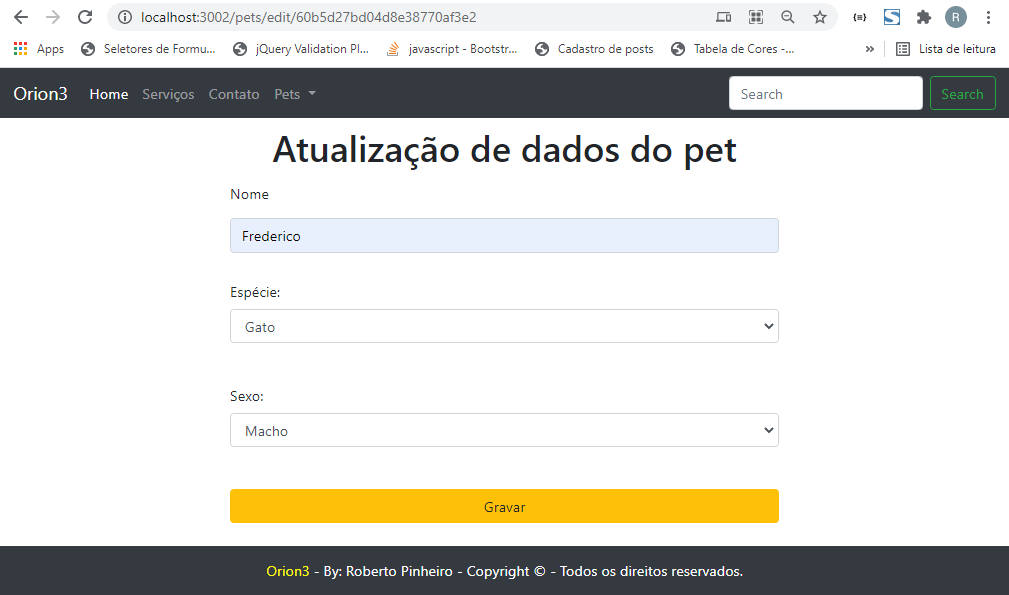 localhost:3002/pets/edit/60b5d27bd04d8e38770af3e2
R
Apps Seletores de Formu... jQuery Validation Pl... javascript - Bootstr... Cadastro de posts Tabela de Cores -... » Lista de leitura
Orion3 Home Serviços Contato Pets Search Search
Atualização de dados do pet
Nome
Frederico
Espécie:
Gato
Sexo:
Macho
Gravar
Orion3 - By: Roberto Pinheiro - Copyright © - Todos os direitos reservados.